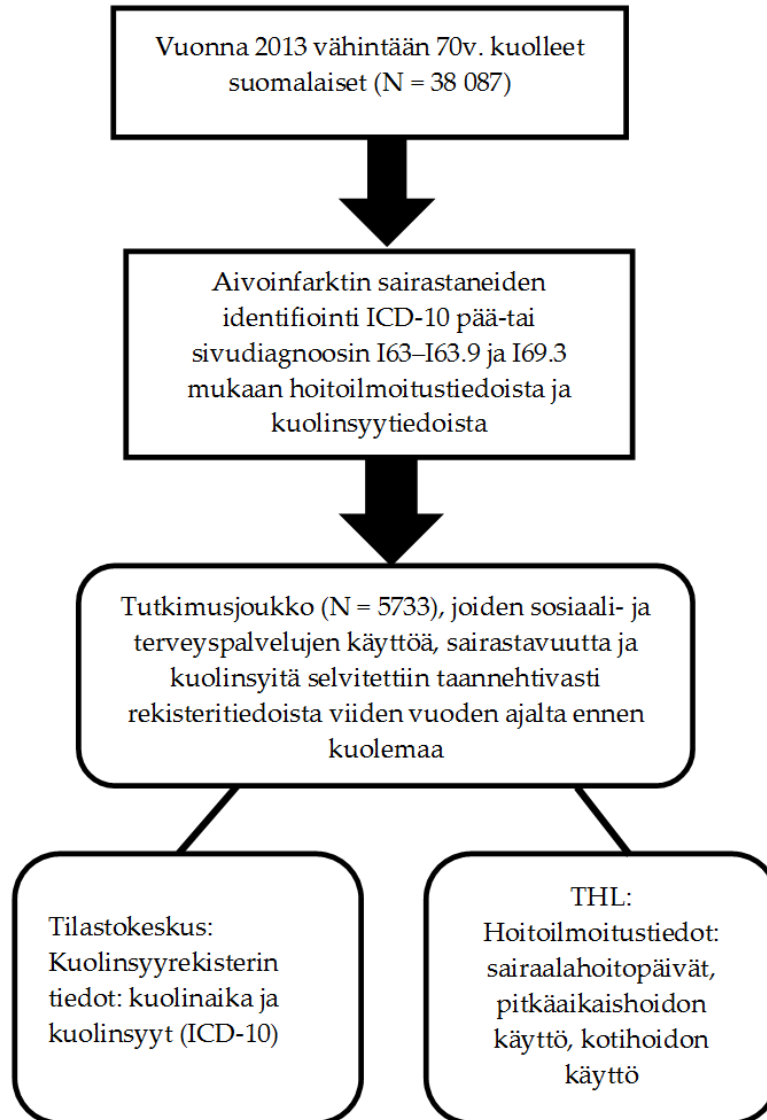 Vuonna 2013 vähintään 70v. kuolleet
suomalaiset (N = 38 087)
Aivoinfarktin sairastaneiden
identifiointi ICD-10 pää-tai
sivudiagnoosin I63–I63.9 ja I69.3
mukaan hoitoilmoitustiedoista ja
kuolinsyytiedoista
Tutkimusjoukko (N = 5733), joiden sosiaali- ja
terveyspalvelujen käyttöä, sairastavuutta ja
kuolinsyitä selvitettiin taannehtivasti
rekisteritiedoista viiden vuoden ajalta ennen
kuolemaa
Tilastokeskus:
Kuolinsyyrekisterin
tiedot: kuolinaika ja
kuolinsyyt (ICD-10)
THL:
Hoitoilmoitustiedot:
sairaalahoitopäivät,
pitkäaikaishoidon
käyttö, kotihoidon
käyttö